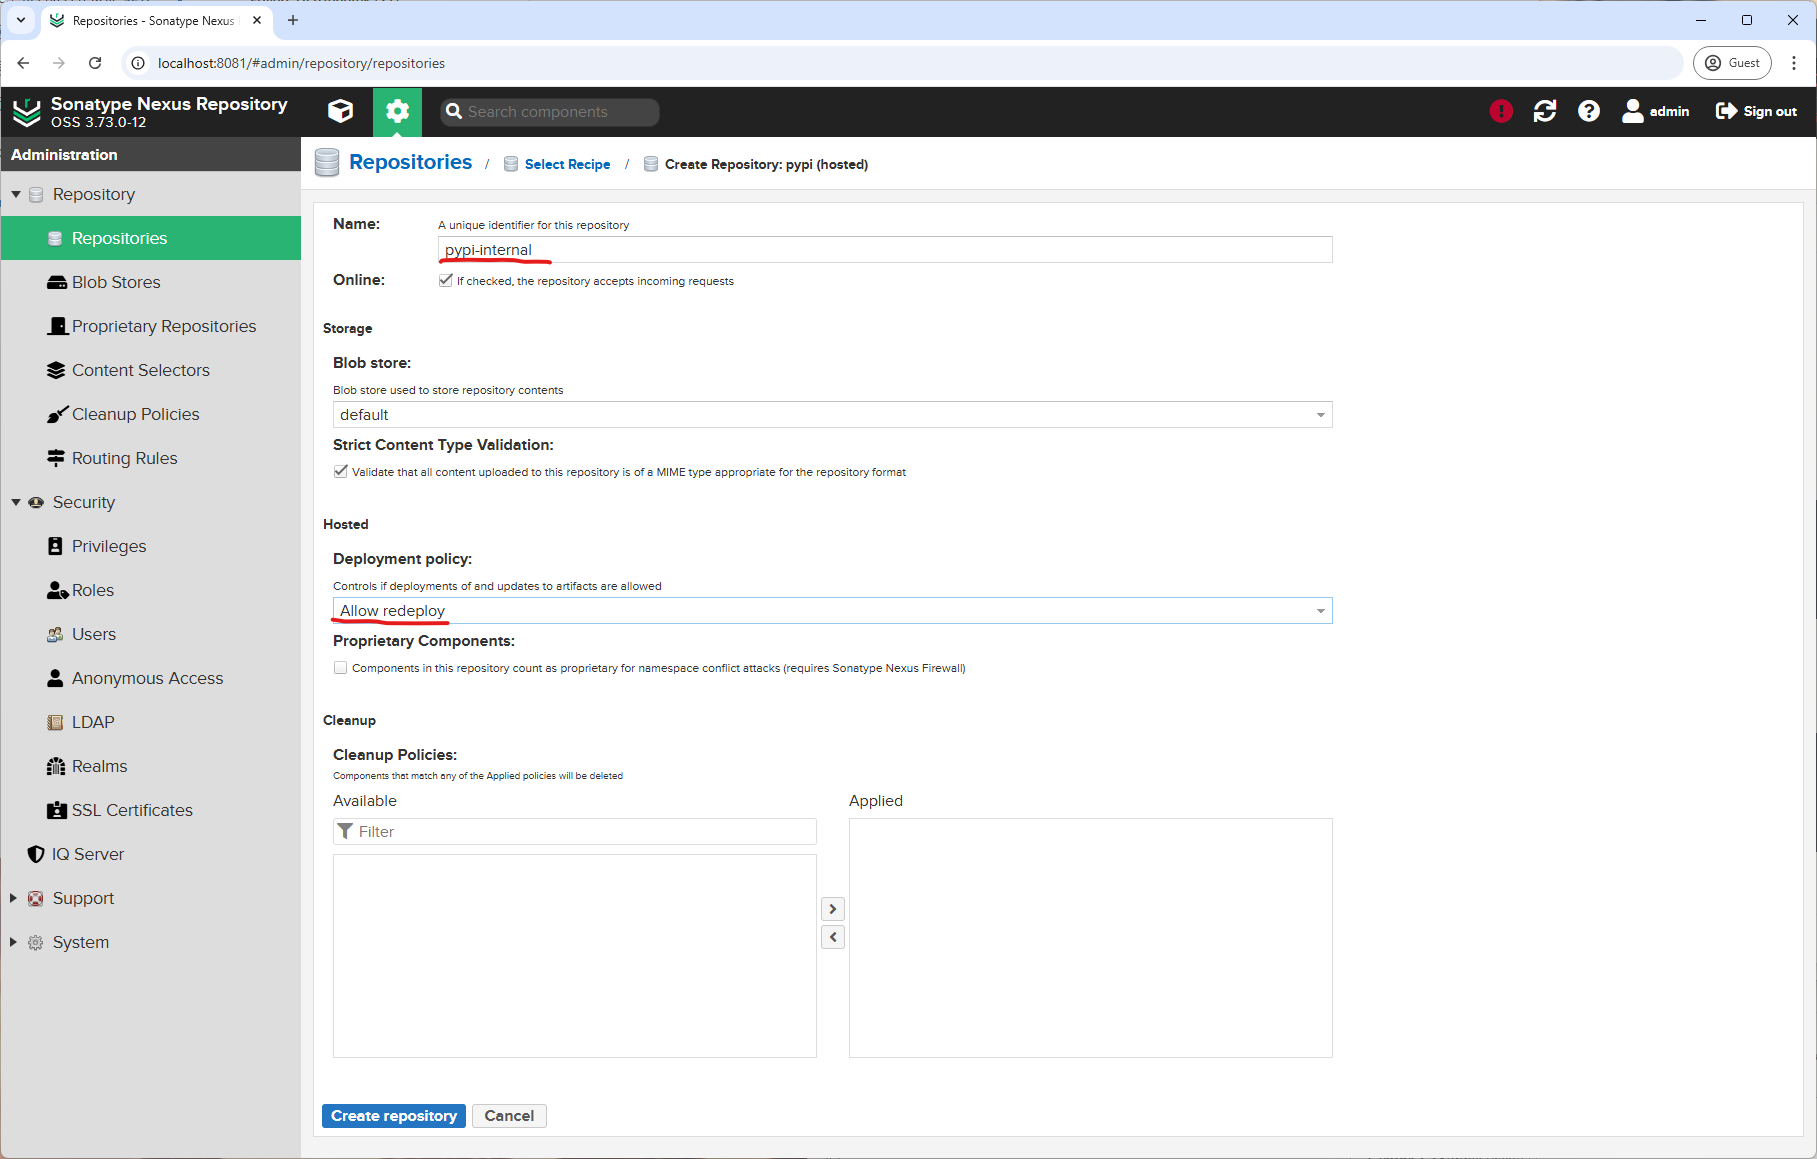 Repositories - Sonatype Nexus
localhost:8081/#admin/repository/repositories
Guest
Sonatype Nexus Repository
OSS 3.73.0-12
Search components
admin
Sign out
Administration
Repository
Repositories
Blob Stores
Proprietary Repositories
Content Selectors
Cleanup Policies
Routing Rules
Security
Privileges
Roles
Users
Anonymous Access
LDAP
Realms
SSL Certificates
IQ Server
Support
System
Repositories / Select Recipe / Create Repository: pypi (hosted)
Name:
A unique identifier for this repository
pypi-internal
Online:
If checked, the repository accepts incoming requests
Storage
Blob store:
Blob store used to store repository contents
default
Strict Content Type Validation:
Validate that all content uploaded to this repository is of a MIME type appropriate for the repository format
Hosted
Deployment policy:
Controls if deployments of and updates to artifacts are allowed
Allow redeploy
Proprietary Components:
Components in this repository count as proprietary for namespace conflict attacks (requires Sonatype Nexus Firewall)
Cleanup
Cleanup Policies:
Components that match any of the Applied policies will be deleted
Available
Applied
Filter
Create repository
Cancel